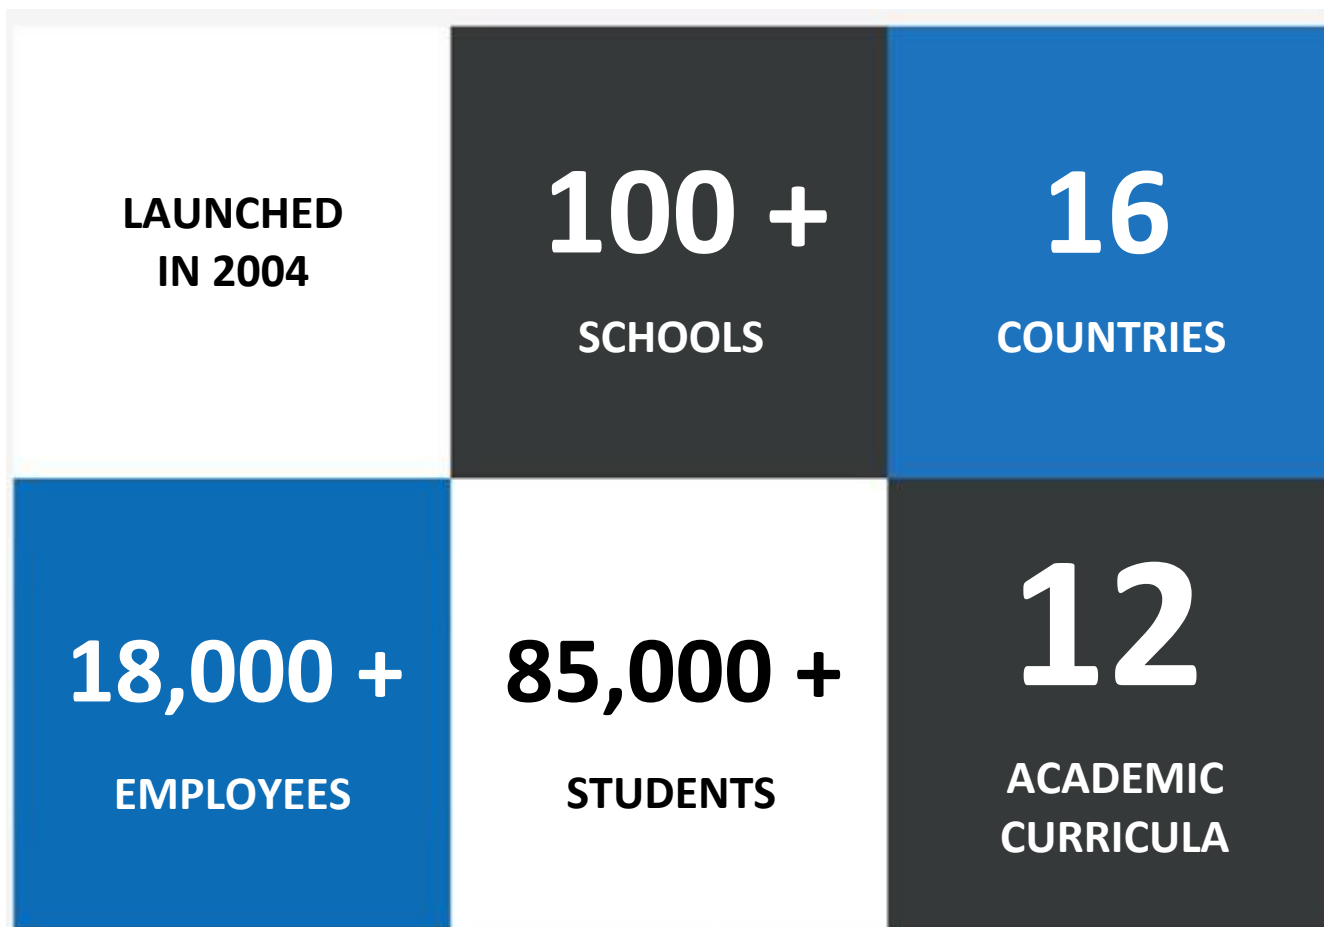 LAUNCHED
IN 2004
100 +
SCHOOLS
16
COUNTRIES
18,000 +
EMPLOYEES
85,000 +
STUDENTS
12
ACADEMIC
CURRICULA